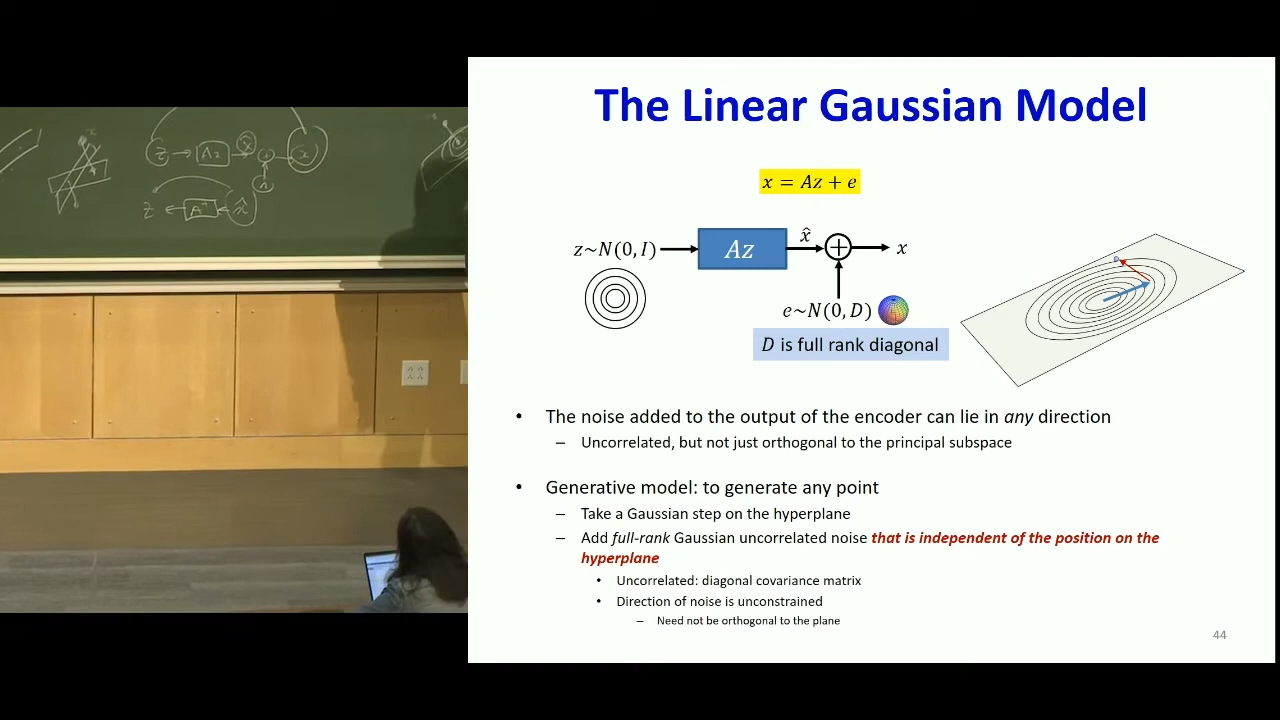 The Linear Gaussian Model
x = Az + e
z~N(0, I)
Az
x̂
+
x
e~N(0, D)
D is full rank diagonal
• The noise added to the output of the encoder can lie in any direction
– Uncorrelated, but not just orthogonal to the principal subspace
• Generative model: to generate any point
– Take a Gaussian step on the hyperplane
– Add full-rank Gaussian uncorrelated noise that is independent of the position on the
hyperplane
• Uncorrelated: diagonal covariance matrix
• Direction of noise is unconstrained
– Need not be orthogonal to the plane
44